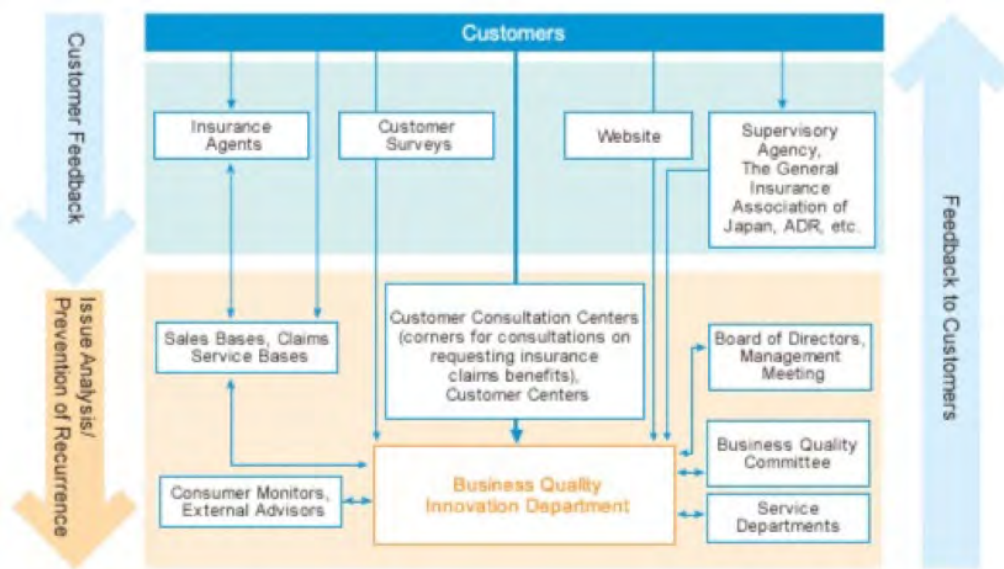 Customers
Customer Feedback
Insurance
Agents
Customer
Surveys
Website
Supervisory
Agency,
The General
Insurance
Association of
Japan, ADR, etc.
Feedback to Customers
Issue Analysis/
Prevention of Recurrence
Sales Bases, Claims
Service Bases
Customer Consultation Centers
(corners for consultations on
requesting insurance
claims benefits),
Customer Centers
Board of Directors,
Management
Meeting
Business Quality
Committee
Consumer Monitors,
External Advisors
Business Quality
Innovation Department
Service
Departments